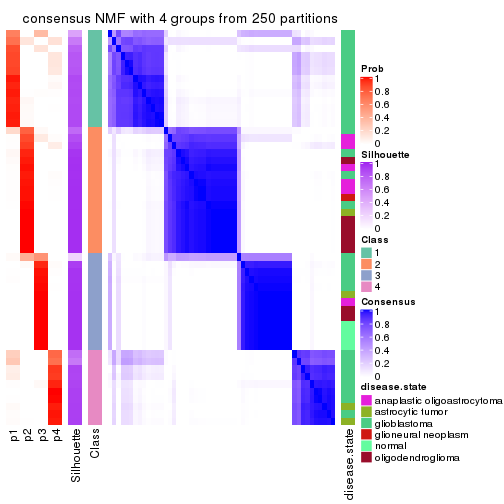 consensus NMF with 4 groups from 250 partitions
Prob
1
0.8
0.6
0.4
0.2
0
Silhouette
1
0.8
0.6
0.4
0.2
0
Class
1
2
3
4
Consensus
1
0.8
0.6
0.4
0.2
0
disease.state
anaplastic oligoastrocytoma
astrocytic tumor
glioblastoma
glioneural neoplasm
normal
oligodendroglioma
p1
p2
p3
p4
Silhouette
Class
disease.state